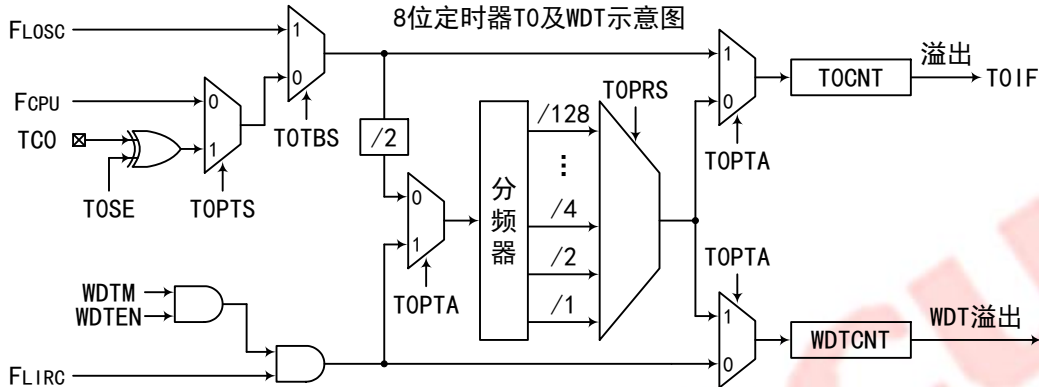 8位定时器T0及WDT示意图
FLOSC
1
0
FCPU
0
TC0
1
T0SE
T0PTS
T0TBS
/2
0
1
T0PTA
分频器
/128
⋮
/4
/2
/1
T0PRS
1
0
T0PTA
T0CNT
溢出
T0IF
T0PTA
1
0
WDTCNT
WDT溢出
WDTM
WDTEN
FLIRC